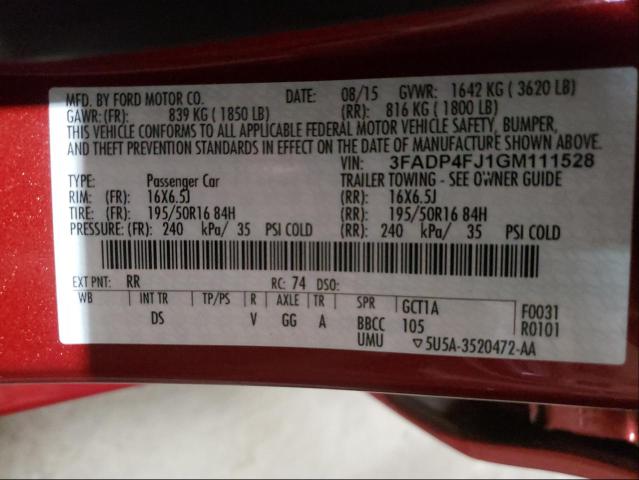 MFD. BY FORD MOTOR CO. DATE: 08/15 GVWR: 1642 KG ( 3620 LB)
GAWR:(FR): 839 KG ( 1850 LB) (RR): 816 KG ( 1800 LB)
THIS VEHICLE CONFORMS TO ALL APPLICABLE FEDERAL MOTOR VEHICLE SAFETY, BUMPER,
AND THEFT PREVENTION STANDARDS IN EFFECT ON THE DATE OF MANUFACTURE SHOWN ABOVE.
VIN: 3FADP4FJ1GM111528
TYPE: Passenger Car TRAILER TOWING - SEE OWNER GUIDE
RIM: (FR): 16X6.5J (RR): 16X6.5J
TIRE: (FR): 195/50R16 84H (RR): 195/50R16 84H
PRESSURE: (FR): 240 kPa/ 35 PSI COLD (RR): 240 kPa/ 35 PSI COLD
EXT PNT: RR RC: 74 DSO:
WB INT TR TP/PS R AXLE TR SPR GCT1A F0031
DS V GG A BBCC 105 R0101
UMU ▽5U5A-3520472-AA